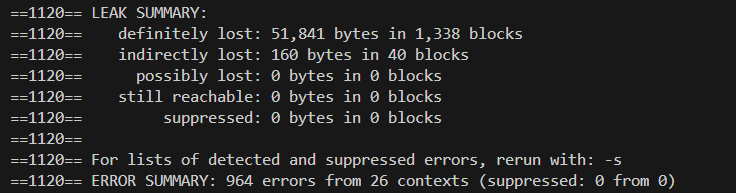 ==1120== LEAK SUMMARY:
==1120==    definitely lost: 51,841 bytes in 1,338 blocks
==1120==    indirectly lost: 160 bytes in 40 blocks
==1120==      possibly lost: 0 bytes in 0 blocks
==1120==    still reachable: 0 bytes in 0 blocks
==1120==         suppressed: 0 bytes in 0 blocks
==1120==
==1120== For lists of detected and suppressed errors, rerun with: -s
==1120== ERROR SUMMARY: 964 errors from 26 contexts (suppressed: 0 from 0)